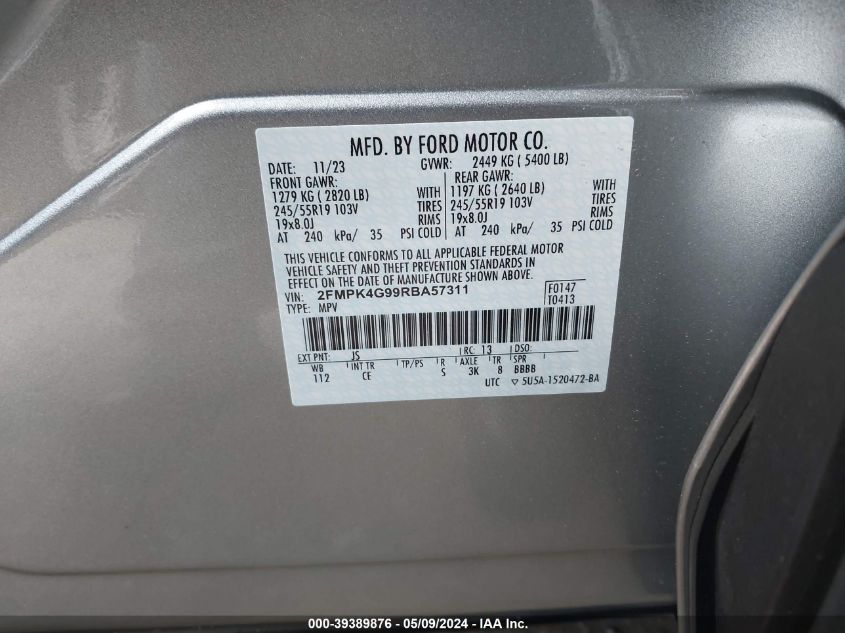 MFD. BY FORD MOTOR CO.
DATE: 11/23 GVWR: 2449 KG ( 5400 LB)
FRONT GAWR: REAR GAWR:
1279 KG ( 2820 LB) WITH 1197 KG ( 2640 LB) WITH
245/55R19 103V TIRES 245/55R19 103V TIRES
19x8.0J RIMS 19x8.0J RIMS
AT 240 kPa/ 35 PSI COLD AT 240 kPa/ 35 PSI COLD
THIS VEHICLE CONFORMS TO ALL APPLICABLE FEDERAL MOTOR
VEHICLE SAFETY AND THEFT PREVENTION STANDARDS IN
EFFECT ON THE DATE OF MANUFACTURE SHOWN ABOVE.
VIN: 2FMPK4G99RBA57311 F0147
TYPE: MPV T0413
EXT PNT: JS RC: 13 DSO:
WB INT TR TP/PS R AXLE TR SPR
112 CE S 3K 8 BBBB
UTC ▽ 5U5A-1520472-BA
000-39389876 - 05/09/2024 - IAA Inc.